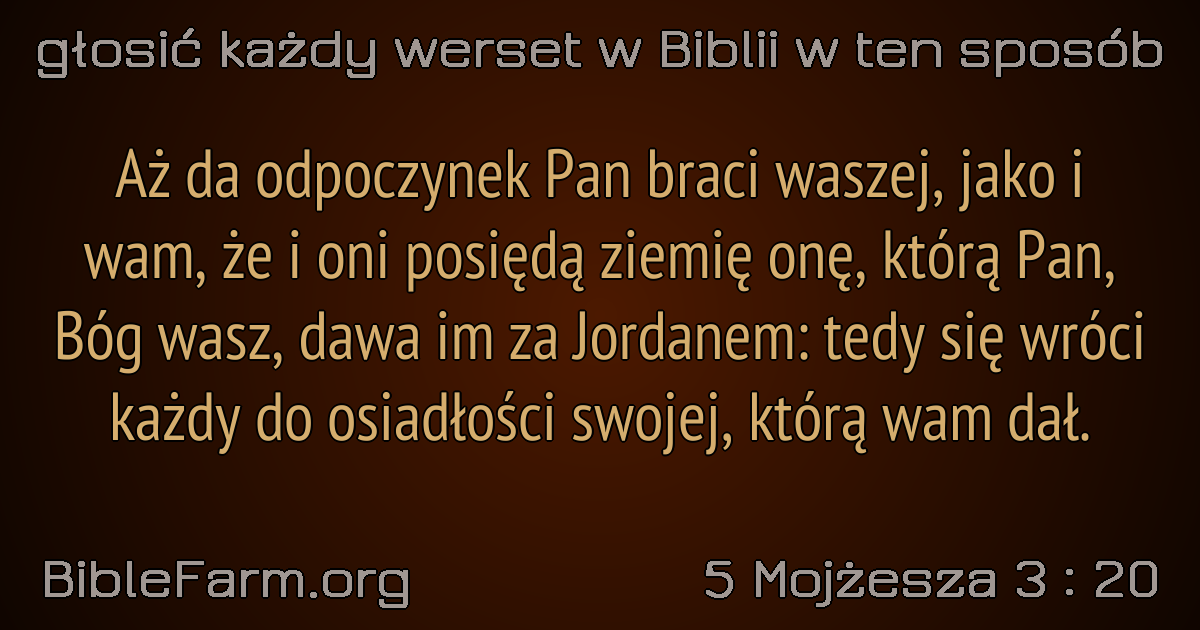 głosić każdy werset w Biblii w ten sposób
Aż da odpoczynek Pan braci waszej, jako i
wam, że i oni posiędą ziemię onę, którą Pan,
Bóg wasz, dawa im za Jordanem: tedy się wróci
każdy do osiadłości swojej, którą wam dał.
BibleFarm.org
5 Mojżesza 3 : 20